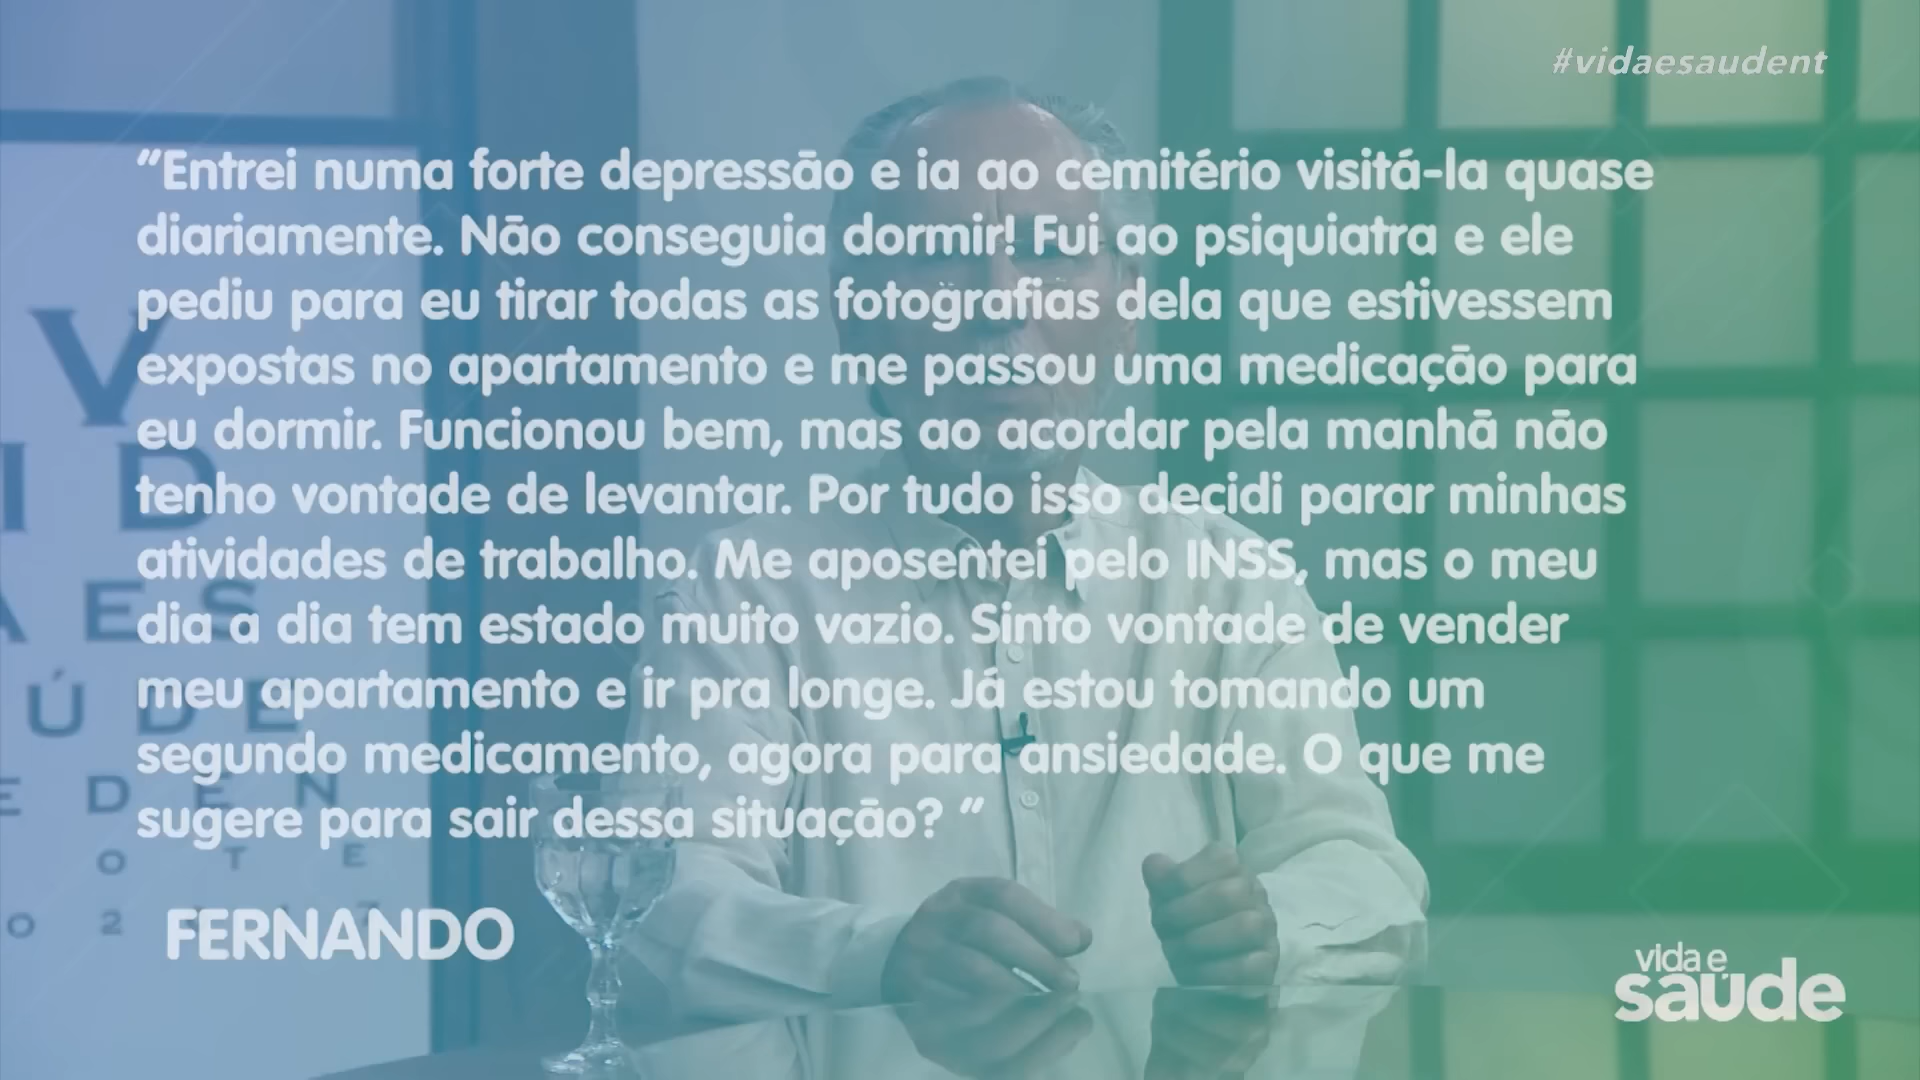 #vidaesaudent
“Entrei numa forte depressão e ia ao cemitério visitá-la quase
diariamente. Não conseguia dormir! Fui ao psiquiatra e ele
pediu para eu tirar todas as fotografias dela que estivessem
expostas no apartamento e me passou uma medicação para
eu dormir. Funcionou bem, mas ao acordar pela manhã não
tenho vontade de levantar. Por tudo isso decidi parar minhas
atividades de trabalho. Me aposentei pelo INSS, mas o meu
dia a dia tem estado muito vazio. Sinto vontade de vender
meu apartamento e ir pra longe. Já estou tomando um
segundo medicamento, agora para ansiedade. O que me
sugere para sair dessa situação? “
FERNANDO
vida e
saúde
V
I D
A E S
A Ú D E
E D E N
O T E